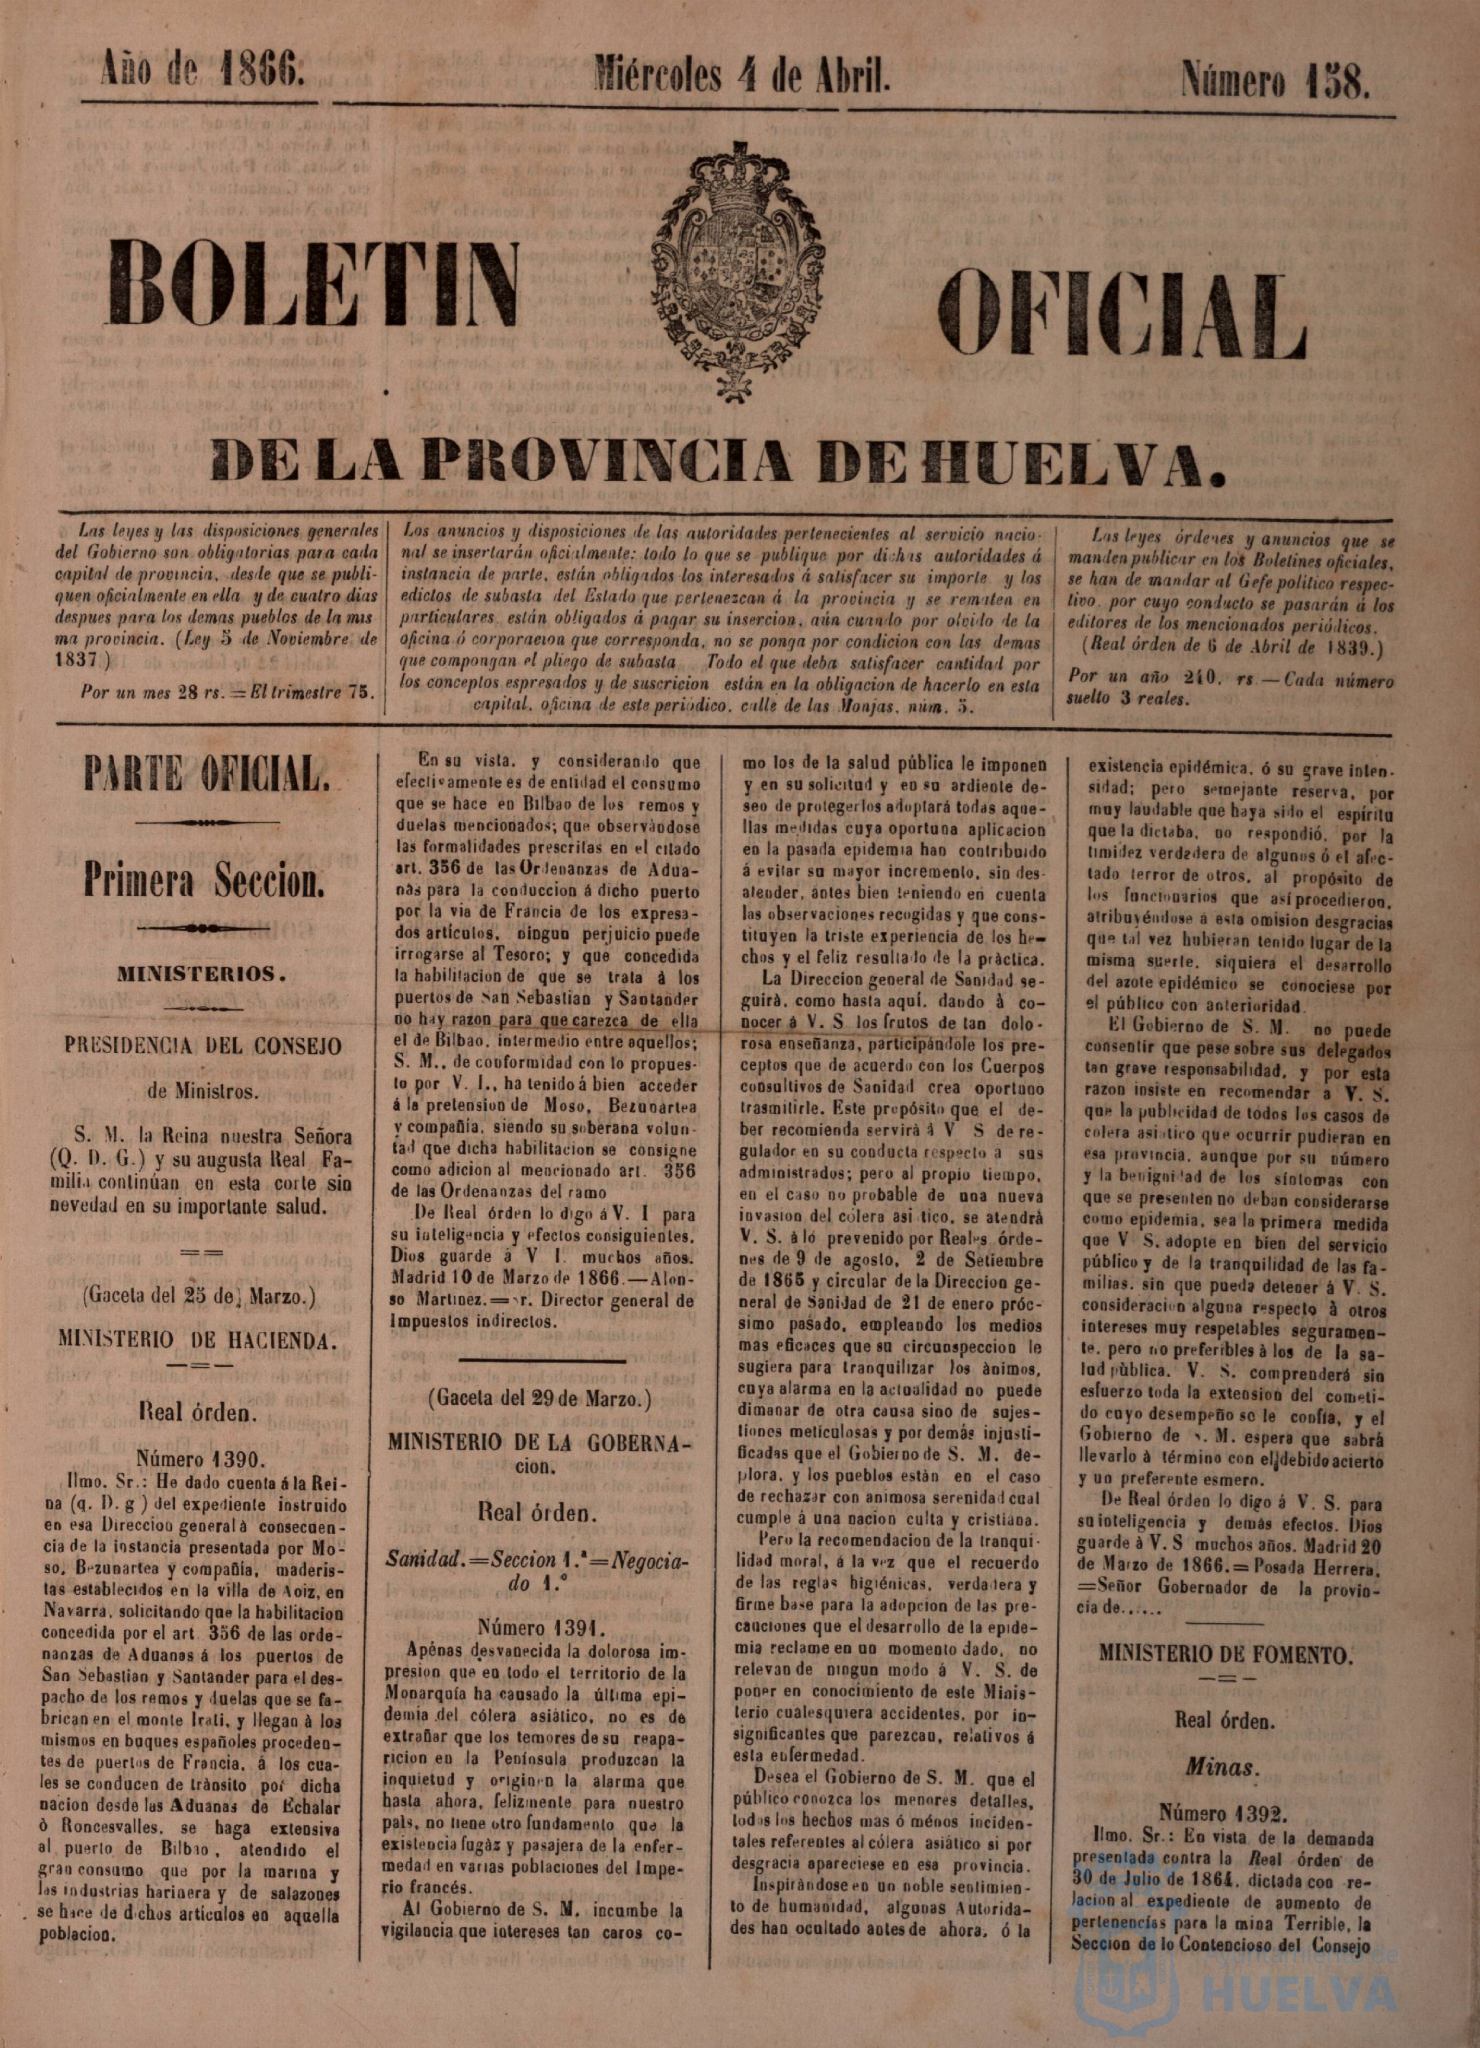 Año de 1866.
Miércoles 4 de Abril.
Número 158.
BOLETIN OFICIAL
DE LA PROVINCIA DE HUELVA.
Las leyes y las disposiciones generales
del Gobierno son obligatorias para cada
capital de provincia, desde que se publi-
quen oficialmente en ella y de cuatro dias
despues para los demas pueblos de la mis
ma provincia. (Ley 5 de Noviembre de
1837.)
Por un mes 28 rs.=El trimestre 75.
Los anuncios y disposiciones de las autoridades pertenecientes al servicio nacio-
nal se insertarán oficialmente: todo lo que se publique por dichas autoridades á
instancia de parte, están obligados los interesados á satisfacer su importe y los
edictos de subasta del Estado que pertenezcan á la provincia y se rematen en
particulares, están obligados á pagar su insercion, aún cuando por olvido de la
oficina ó corporacion que corresponda, no se ponga por condicion con las demas
que compongan el pliego de subasta. Todo el que deba satisfacer cantidad por
los conceptos espresados y de suscricion están en la obligacion de hacerlo en esta
capital, oficina de este periódico, calle de las Monjas, núm. 5.
Las leyes órdenes y anuncios que se
manden publicar en los Boletines oficiales,
se han de mandar al Gefe político respec-
tivo, por cuyo conducto se pasarán á los
editores de los mencionados periódicos.
(Real órden de 6 de Abril de 1839.)
Por un año 240, rs.—Cada número
suelto 3 reales.
PARTE OFICIAL.
Primera Seccion.
MINISTERIOS.
PRESIDENCIA DEL CONSEJO
de Ministros.
S. M. la Reina nuestra Señora
(Q. D. G.) y su augusta Real Fa-
milia continúan en esta corte sin
nevedad en su importante salud.
(Gaceta del 25 de Marzo.)
MINISTERIO DE HACIENDA.
Real órden.
Número 1390.
Ilmo. Sr.: He dado cuenta á la Rei-
na (q. D. g ) del expediente instruido
en esa Direccion general à consecuen-
cia de la instancia presentada por Mo-
so, Bezunartea y compañía, maderis-
tas establecidos en la villa de Aoiz, en
Navarra, solicitando que la habilitacion
concedida por el art. 356 de las orde-
nanzas de Aduanas á los puertos de
San Sebastian y Santander para el des-
pacho de los remos y duelas que se fa-
brican en el monte Irati, y llegan à los
mismos en buques españoles proceden-
tes de puertos de Francia, á los cua-
les se conducen de trànsito por dicha
nacion desde las Aduanas de Echalar
ò Roncesvalles, se haga extensiva
al puerto de Bilbao, atendido el
gran consumo que por la marina y
las industrias harinera y de salazones
se hace de dichos artículos en aquella
poblacion.
En su vista, y considerando que
efectivamente es de entidad el consumo
que se hace en Bilbao de los remos y
duelas mencionados; que observándose
las formalidades prescritas en el citado
art. 356 de las Ordenanzas de Adua-
nas para la conduccion á dicho puerto
por la via de Francia de los expresa-
dos artículos, ningun perjuicio puede
irrogarse al Tesoro; y que concedida
la habilitacion de que se trata à los
puertos de San Sebastian y Santander
no hay razon para que carezca de ella
el de Bilbao, intermedio entre aquellos;
S. M., de conformidad con lo propues-
to por V. I., ha tenido á bien acceder
á la pretension de Moso, Bezunartea
y compañia, siendo su soberana volun-
tad que dicha habilitacion se consigne
como adicion al mencionado art. 356
de las Ordenanzas del ramo
De Real órden lo digo á V. I para
su inteligencia y efectos consiguientes.
Dios guarde á V I. muchos años.
Madrid 10 de Marzo de 1866.—Alon-
so Martinez.= r. Director general de
Impuestos indirectos.
(Gaceta del 29 de Marzo.)
MINISTERIO DE LA GOBERNA-
cion.
Real órden.
Sanidad.=Seccion 1.ª=Negocia-
do 1.º
Número 1391.
Apénas desvanecida la dolorosa im-
presion que en todo el territorio de la
Monarquía ha causado la última epi-
demia del cólera asiático, no es de
extrañar que los temores de su reapa-
ricion en la Península produzcan la
inquietud y originen la alarma que
hasta ahora, felizmente para nuestro
pais, no tiene otro fundamento que la
existencia fugàz y pasajera de la enfer-
medad en varias poblaciones del Impe-
rio francés.
Al Gobierno de S. M. incumbe la
vigilancia que intereses tan caros co-
mo los de la salud pública le imponen
y en su solicitud y en su ardiente de-
seo de protegerlos adoptará todas aque-
llas medidas cuya oportuna aplicacion
en la pasada epidemia han contribuido
á evitar su mayor incremento, sin des-
atender, àntes bien teniendo en cuenta
las observaciones recogidas y que cons-
tituyen la triste experiencia de los he-
chos y el feliz resultado de la pràctica.
La Direccion general de Sanidad se-
guirà, como hasta aquí, dando à co-
nocer á V. S los frutos de tan dolo-
rosa enseñanza, participándole los pre-
ceptos que de acuerdo con los Cuerpos
consultivos de Sanidad crea oportuno
trasmitirle. Este propósito que el de-
ber recomienda servirà á V S de re-
gulador en su conducta respecto a sus
administrados; pero al propio tiempo,
en el caso no probable de una nueva
invasion del cólera asi tico, se atendrà
V. S. á lo prevenido por Reales órde-
nes de 9 de agosto, 2 de Setiembre
de 1865 y circular de la Direccion ge-
neral de Sanidad de 21 de enero próc-
simo pasado, empleando los medios
mas eficaces que su circunspeccion le
sugiera para tranquilizar los ànimos,
cuya alarma en la actualidad no puede
dimanar de otra causa sino de sujes-
tiones meticulosas y por demás injusti-
ficadas que el Gobierno de S. M. de-
plora, y los pueblos están en el caso
de rechazar con animosa serenidad cual
cumple á una nacion culta y cristiana.
Pero la recomendacion de la tranqui-
lidad moral, á la vez que el recuerdo
de las reglas higiénicas, verdadera y
firme base para la adopcion de las pre-
cauciones que el desarrollo de la epide-
mia reclame en un momento dado, no
relevan de ningun modo á V. S. de
poner en conocimiento de este Minis-
terio cualesquiera accidentes, por in-
significantes que parezcan, relativos á
esta enfermedad.
Desea el Gobierno de S. M. que el
público conozca los menores detalles,
todos los hechos mas ó ménos inciden-
tales referentes al cólera asiático si por
desgracia apareciese en esa provincia.
Inspirándose en un noble sentimien-
to de humanidad, algunas Autorida-
des han ocultado antes de ahora, ó la
existencia epidémica, ó su grave inten-
sidad; pero semejante reserva, por
muy laudable que haya sido el espíritu
que la dictaba, no respondió, por la
timidez verdadera de algunos ó el afec-
tado terror de otros, al propósito de
los funcionarios que así procedieron,
atribuyéndose á esta omision desgracias
que tal vez hubieran tenido lugar de la
misma suerte, siquiera el desarrollo
del azote epidémico se conociese por
el público con anterioridad.
El Gobierno de S. M. no puede
consentir que pese sobre sus delegados
tan grave responsabilidad, y por esta
razon insiste en recomendar a V. S.
que la publicidad de todos los casos de
cólera asiatico que ocurrir pudieran en
esa provincia, aunque por su número
y la benignidad de los síntomas con
que se presenten no deban considerarse
como epidemia, sea la primera medida
que V S. adopte en bien del servicio
público y de la tranquilidad de las fa-
milias, sin que pueda detener á V. S.
consideracion alguna respecto à otros
intereses muy respetables seguramen-
te, pero no preferibles à los de la sa-
lud pùblica. V. S. comprenderá sin
esfuerzo toda la extension del cometi-
do cuyo desempeño se le confía, y el
Gobierno de S. M. espera que sabrá
llevarlo à término con el debido acierto
y un preferente esmero.
De Real órden lo digo á V. S. para
su inteligencia y demás efectos. Dios
guarde à V. S muchos años. Madrid 20
de Marzo de 1866.=Posada Herrera.
=Señor Gobernador de la provin-
cia de......
MINISTERIO DE FOMENTO.
Real órden.
Minas.
Número 1392.
Ilmo. Sr.: En vista de la demanda
presentada contra la Real órden de
30 de Julio de 1864, dictada con re-
lacion al expediente de aumento de
pertenencias para la mina Terrible, la
Seccion de lo Contencioso del Consejo
Ayuntamiento de
HUELVA